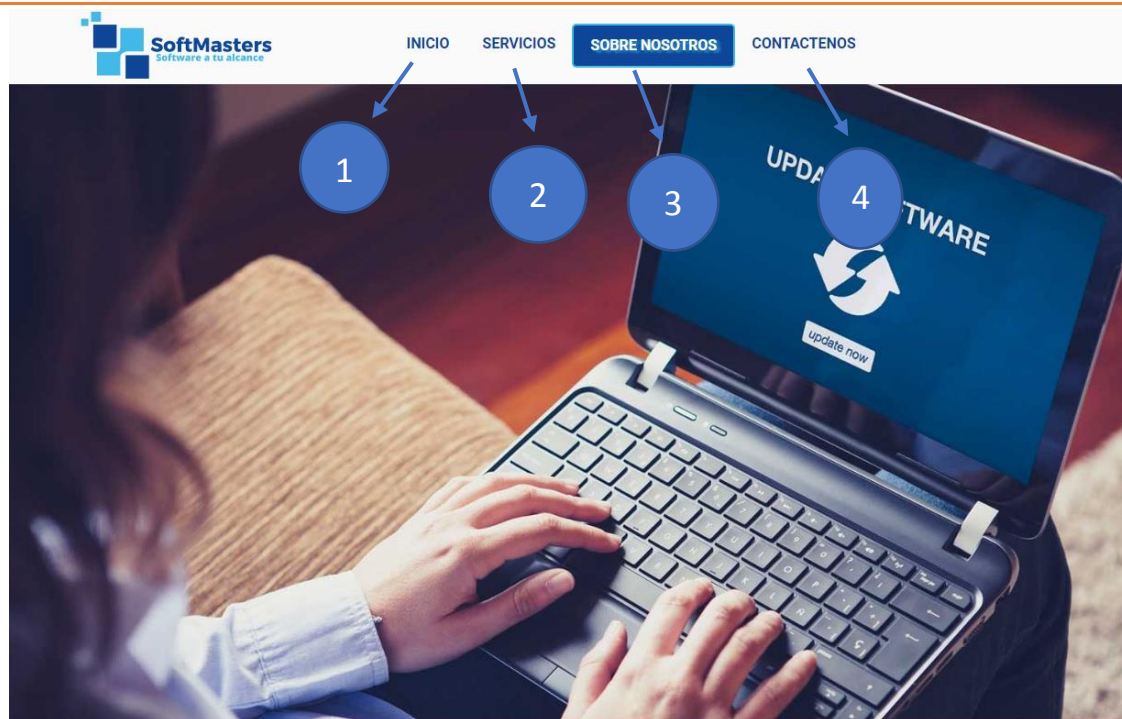 SoftMasters
Software a tu alcance
INICIO SERVICIOS SOBRE NOSOTROS CONTACTENOS
1
2
3
4
UPDA TWARE
update now